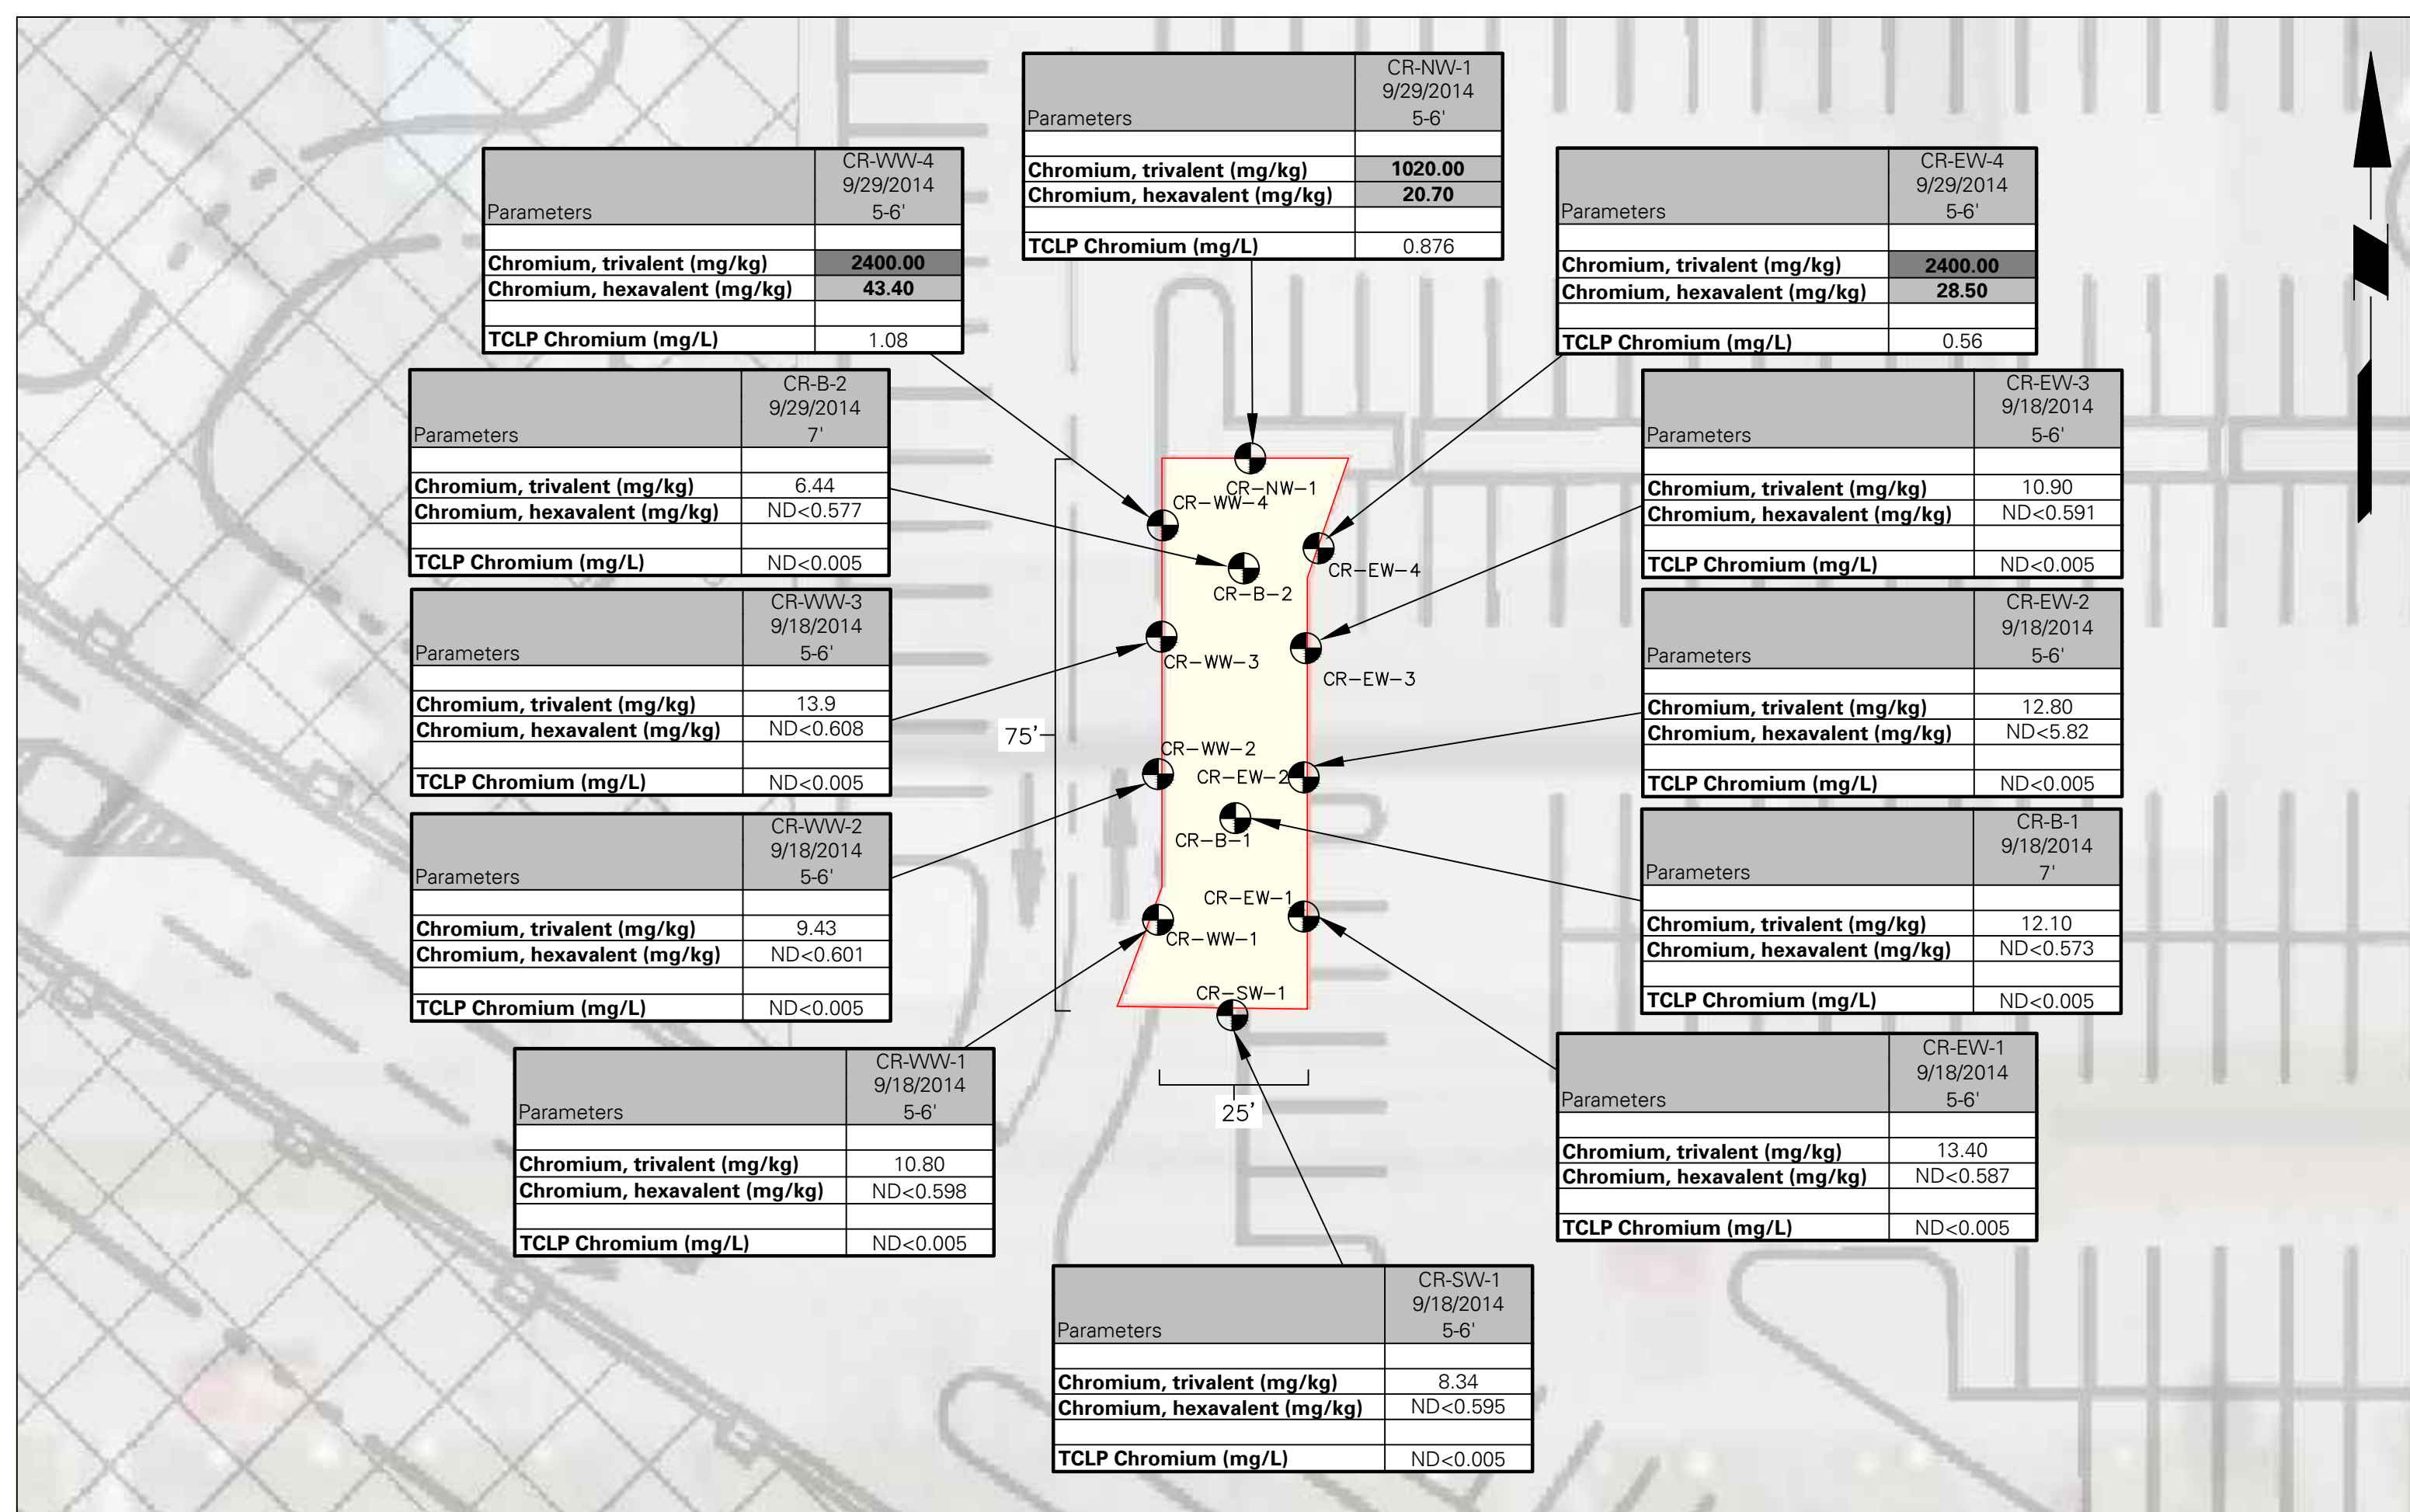 CR-NW-1
9/29/2014
Parameters 5-6'
Chromium, trivalent (mg/kg) 1020.00
Chromium, hexavalent (mg/kg) 20.70
TCLP Chromium (mg/L) 0.876
CR-WW-4
9/29/2014
Parameters 5-6'
Chromium, trivalent (mg/kg) 2400.00
Chromium, hexavalent (mg/kg) 43.40
TCLP Chromium (mg/L) 1.08
CR-EW-4
9/29/2014
Parameters 5-6'
Chromium, trivalent (mg/kg) 2400.00
Chromium, hexavalent (mg/kg) 28.50
TCLP Chromium (mg/L) 0.56
CR-B-2
9/29/2014
Parameters 7'
Chromium, trivalent (mg/kg) 6.44
Chromium, hexavalent (mg/kg) ND<0.577
TCLP Chromium (mg/L) ND<0.005
CR-EW-3
9/18/2014
Parameters 5-6'
Chromium, trivalent (mg/kg) 10.90
Chromium, hexavalent (mg/kg) ND<0.591
TCLP Chromium (mg/L) ND<0.005
CR-WW-3
9/18/2014
Parameters 5-6'
Chromium, trivalent (mg/kg) 13.9
Chromium, hexavalent (mg/kg) ND<0.608
TCLP Chromium (mg/L) ND<0.005
CR-EW-2
9/18/2014
Parameters 5-6'
Chromium, trivalent (mg/kg) 12.80
Chromium, hexavalent (mg/kg) ND<5.82
TCLP Chromium (mg/L) ND<0.005
CR-WW-2
9/18/2014
Parameters 5-6'
Chromium, trivalent (mg/kg) 9.43
Chromium, hexavalent (mg/kg) ND<0.601
TCLP Chromium (mg/L) ND<0.005
CR-B-1
9/18/2014
Parameters 7'
Chromium, trivalent (mg/kg) 12.10
Chromium, hexavalent (mg/kg) ND<0.573
TCLP Chromium (mg/L) ND<0.005
CR-WW-1
9/18/2014
Parameters 5-6'
Chromium, trivalent (mg/kg) 10.80
Chromium, hexavalent (mg/kg) ND<0.598
TCLP Chromium (mg/L) ND<0.005
CR-EW-1
9/18/2014
Parameters 5-6'
Chromium, trivalent (mg/kg) 13.40
Chromium, hexavalent (mg/kg) ND<0.587
TCLP Chromium (mg/L) ND<0.005
CR-SW-1
9/18/2014
Parameters 5-6'
Chromium, trivalent (mg/kg) 8.34
Chromium, hexavalent (mg/kg) ND<0.595
TCLP Chromium (mg/L) ND<0.005
CR-NW-1
CR-WW-4
CR-EW-4
CR-B-2
CR-WW-3
CR-EW-3
75'
CR-WW-2
CR-EW-2
CR-B-1
CR-EW-1
CR-WW-1
CR-SW-1
25'